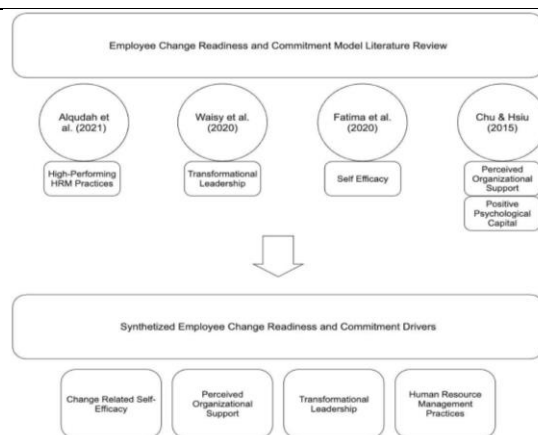 Employee Change Readiness and Commitment Model Literature Review
Alqudah et
al. (2021)
Waisy et al.
(2020)
Fatima et al.
(2020)
Chu & Hsiu
(2015)
High-Performing
HRM Practices
Transformational
Leadership
Self Efficacy
Perceived
Organizational
Support
Positive
Psychological
Capital
Synthetized Employee Change Readiness and Commitment Drivers
Change Related Self-
Efficacy
Perceived
Organizational
Support
Transformational
Leadership
Human Resource
Management
Practices